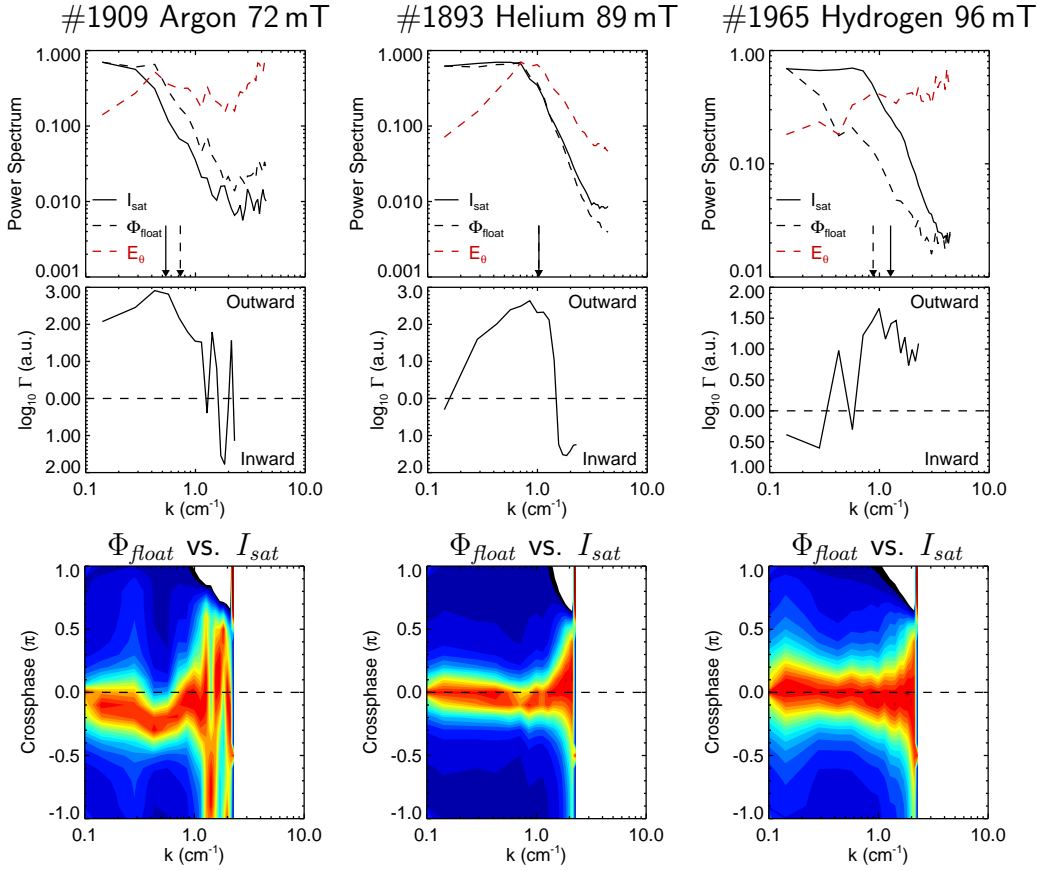 #1909 Argon 72 mT
#1893 Helium 89 mT
#1965 Hydrogen 96 mT
Power Spectrum
1.000
0.100
0.010
0.001
I_sat
Φ_float
E_θ
Power Spectrum
1.000
0.100
0.010
0.001
I_sat
Φ_float
E_θ
Power Spectrum
1.00
0.10
0.01
I_sat
Φ_float
E_θ
log₁₀ Γ (a.u.)
3.00
2.00
1.00
0.00
1.00
2.00
Outward
Inward
0.1 1.0 10.0
k (cm⁻¹)
log₁₀ Γ (a.u.)
3.00
2.00
1.00
0.00
1.00
2.0
Outward
Inward
0.1 1.0 10.0
k (cm⁻¹)
log₁₀ Γ (a.u.)
2.00
1.50
1.00
0.50
0.00
0.50
1.00
Outward
Inward
0.1 1.0 10.0
k (cm⁻¹)
Φ_float vs. I_sat
Crossphase (π)
1.0
0.5
0.0
-0.5
-1.0
0.1 1.0 10.0
k (cm⁻¹)
Φ_float vs. I_sat
Crossphase (π)
1.0
0.5
0.0
-0.5
-1.0
0.1 1.0 10.0
k (cm⁻¹)
Φ_float vs. I_sat
Crossphase (π)
1.0
0.5
0.0
-0.5
-1.0
0.1 1.0 10.0
k (cm⁻¹)